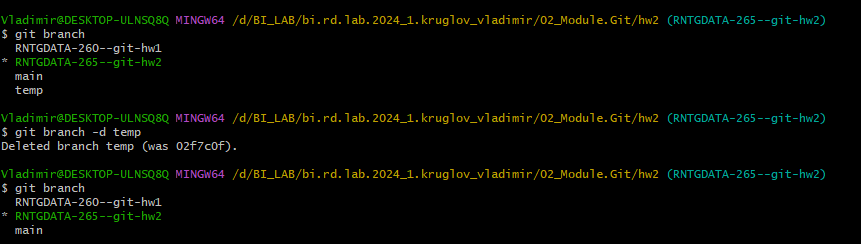 Vladimir@DESKTOP-ULNSQ8Q MINGW64 /d/BI_LAB/bi.rd.lab.2024_1.kruglov_vladimir/02_Module.Git/hw2 (RNTGDATA-265--git-hw2)
$ git branch
  RNTGDATA-260--git-hw1
* RNTGDATA-265--git-hw2
  main
  temp

Vladimir@DESKTOP-ULNSQ8Q MINGW64 /d/BI_LAB/bi.rd.lab.2024_1.kruglov_vladimir/02_Module.Git/hw2 (RNTGDATA-265--git-hw2)
$ git branch -d temp
Deleted branch temp (was 02f7c0f).

Vladimir@DESKTOP-ULNSQ8Q MINGW64 /d/BI_LAB/bi.rd.lab.2024_1.kruglov_vladimir/02_Module.Git/hw2 (RNTGDATA-265--git-hw2)
$ git branch
  RNTGDATA-260--git-hw1
* RNTGDATA-265--git-hw2
  main